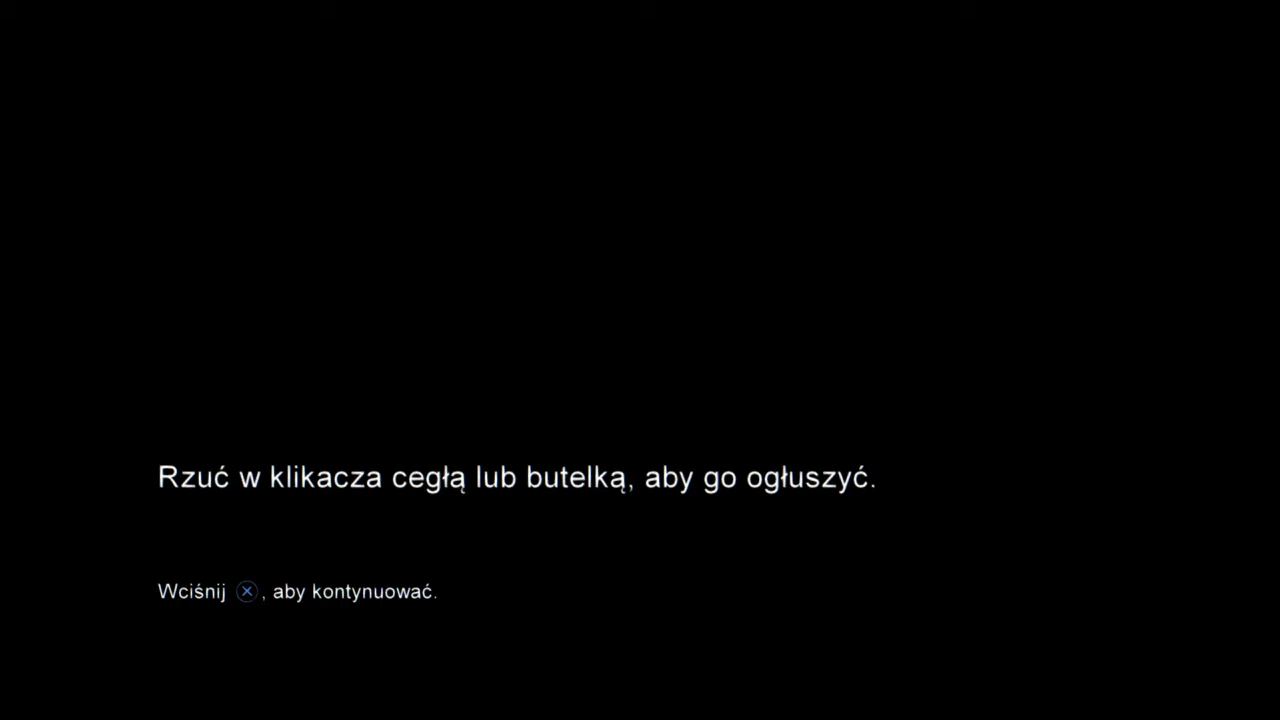 Rzuć w klikacza cegłą lub butelką, aby go ogłuszyć.
Wciśnij ⓧ, aby kontynuować.